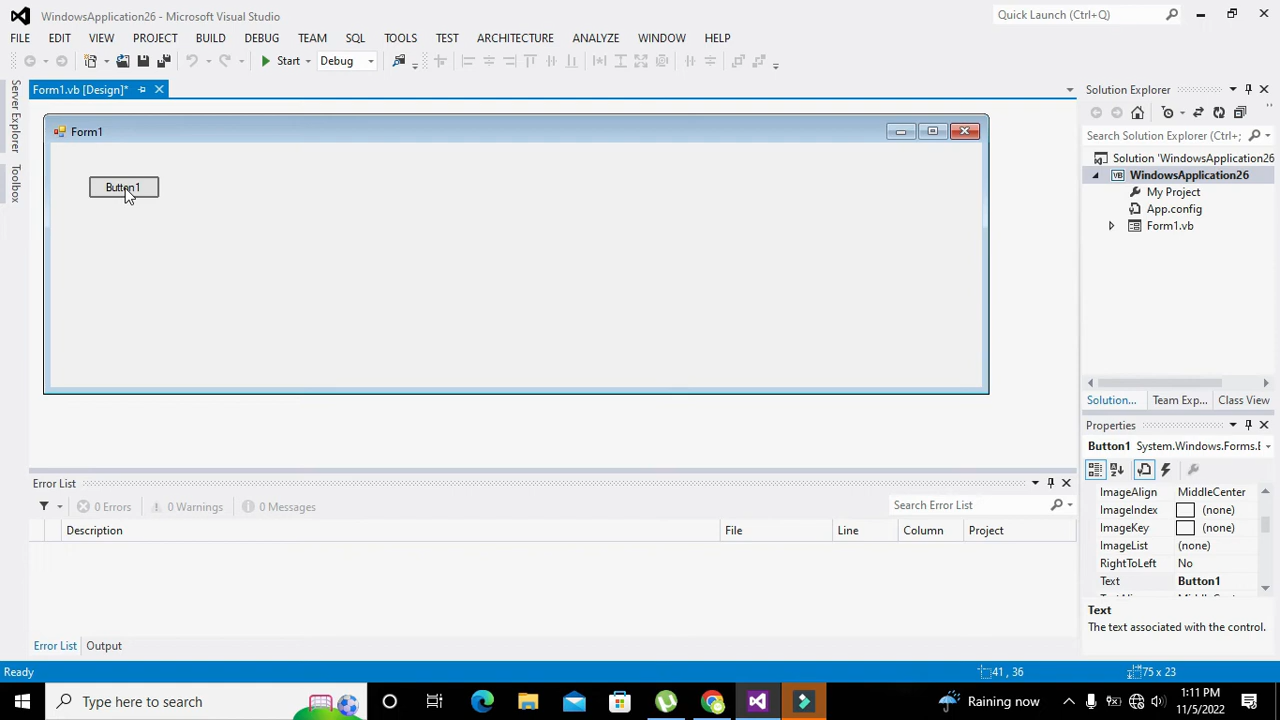 WindowsApplication26 - Microsoft Visual Studio
Quick Launch (Ctrl+Q)
FILE EDIT VIEW PROJECT BUILD DEBUG TEAM SQL TOOLS TEST ARCHITECTURE ANALYZE WINDOW HELP
Start Debug
Server Explorer
Toolbox
Form1.vb [Design]*
Form1
Button1
Solution Explorer
Search Solution Explorer (Ctrl+;
Solution 'WindowsApplication26
VB WindowsApplication26
My Project
App.config
Form1.vb
Solution... Team Exp... Class View
Properties
Button1 System.Windows.Forms.
ImageAlign MiddleCenter
ImageIndex (none)
ImageKey (none)
ImageList (none)
RightToLeft No
Text Button1
Text
The text associated with the control.
Error List
0 Errors 0 Warnings 0 Messages
Search Error List
Description File Line Column Project
Error List Output
Ready
41 , 36
75 x 23
Type here to search
Raining now
1:11 PM
11/5/2022